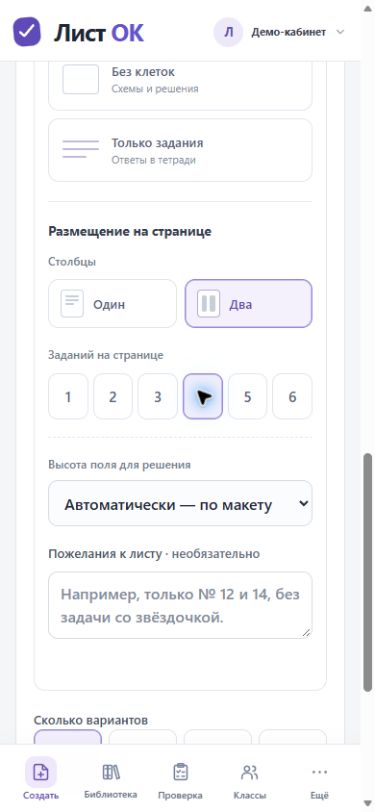 Лист ОК
Л
Демо-кабинет
Без клеток
Схемы и решения
Только задания
Ответы в тетради
Размещение на странице
Столбцы
Один
Два
Заданий на странице
1
2
3
5
6
Высота поля для решения
Автоматически — по макету
Пожелания к листу · необязательно
Например, только № 12 и 14, без
задачи со звёздочкой.
Сколько вариантов
Создать
Библиотека
Проверка
Классы
Ещё